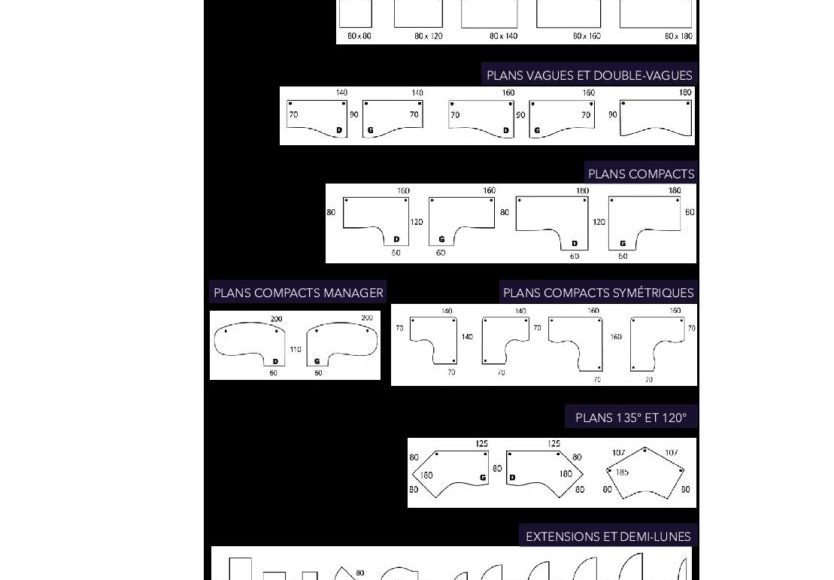 80 x 80 80 x 120 80 x 140 80 x 160 80 x 180
PLANS VAGUES ET DOUBLE-VAGUES
140 140 160 160 180
70 90 70 70 90 70 90
D G D G
PLANS COMPACTS
160 160 180 180
80 120 80 120 80
D G D G
60 60 60 60
PLANS COMPACTS MANAGER
200 200
110
D G
60 60
PLANS COMPACTS SYMÉTRIQUES
140 140 160 160
70 140 70 160 70
70 70 70 70
PLANS 135° ET 120°
125 125 107 107
80 180 80 80 180 185
G D
80 80 80 80
EXTENSIONS ET DEMI-LUNES
80